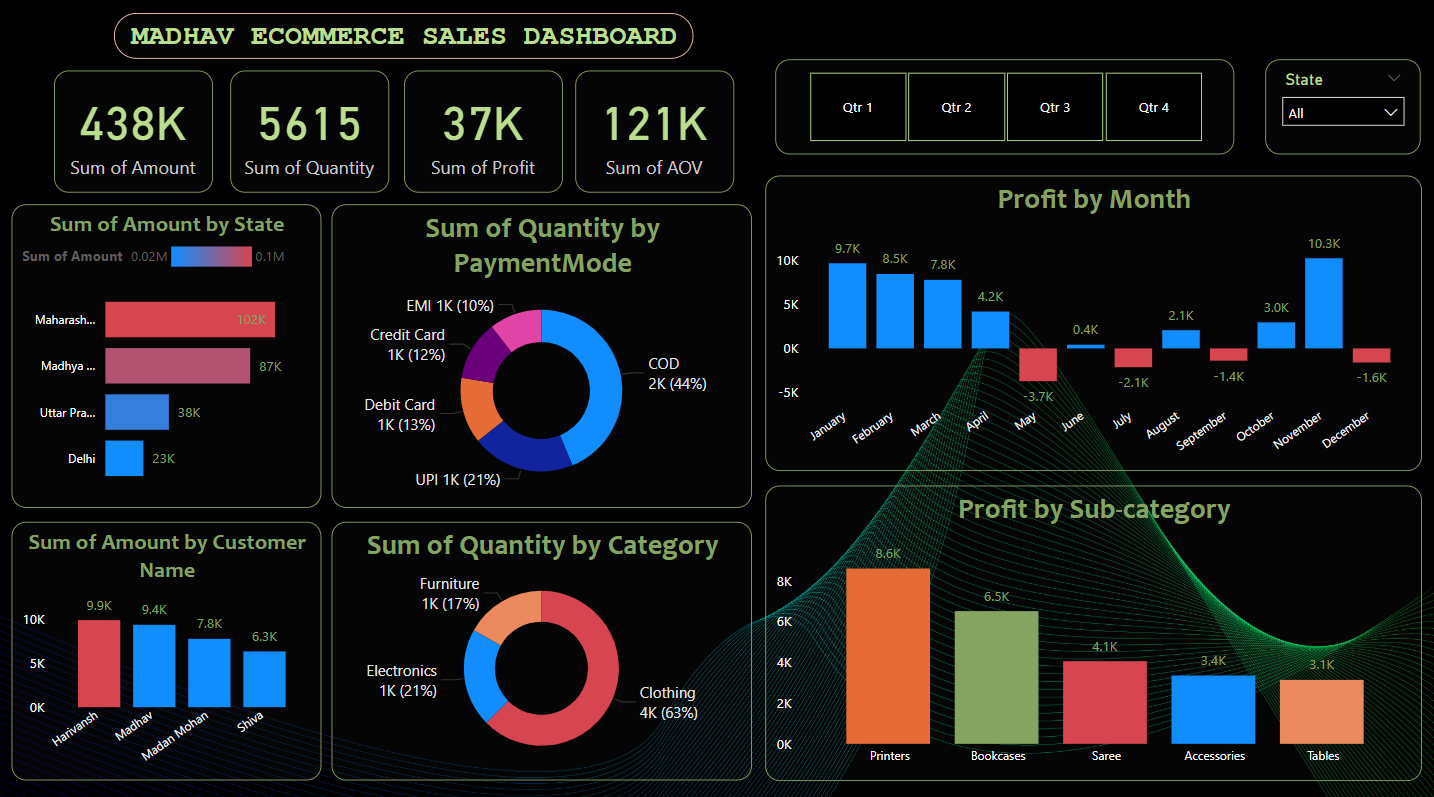 MADHAV ECOMMERCE SALES DASHBOARD
438K
Sum of Amount
5615
Sum of Quantity
37K
Sum of Profit
121K
Sum of AOV
Qtr 1
Qtr 2
Qtr 3
Qtr 4
State
All
Sum of Amount by State
Sum of Amount 0.02M 0.1M
Maharash... 102K
Madhya ... 87K
Uttar Pra... 38K
Delhi 23K
Sum of Quantity by
PaymentMode
EMI 1K (10%)
Credit Card
1K (12%)
Debit Card
1K (13%)
UPI 1K (21%)
COD
2K (44%)
Profit by Month
10K
5K
0K
-5K
9.7K
8.5K
7.8K
4.2K
-3.7K
0.4K
-2.1K
2.1K
-1.4K
3.0K
10.3K
-1.6K
January
February
March
April
May
June
July
August
September
October
November
December
Sum of Amount by Customer
Name
10K
5K
0K
9.9K
9.4K
7.8K
6.3K
Harivansh
Madhav
Madan Mohan
Shiva
Sum of Quantity by Category
Furniture
1K (17%)
Electronics
1K (21%)
Clothing
4K (63%)
Profit by Sub-category
8K
6K
4K
2K
0K
8.6K
6.5K
4.1K
3.4K
3.1K
Printers
Bookcases
Saree
Accessories
Tables